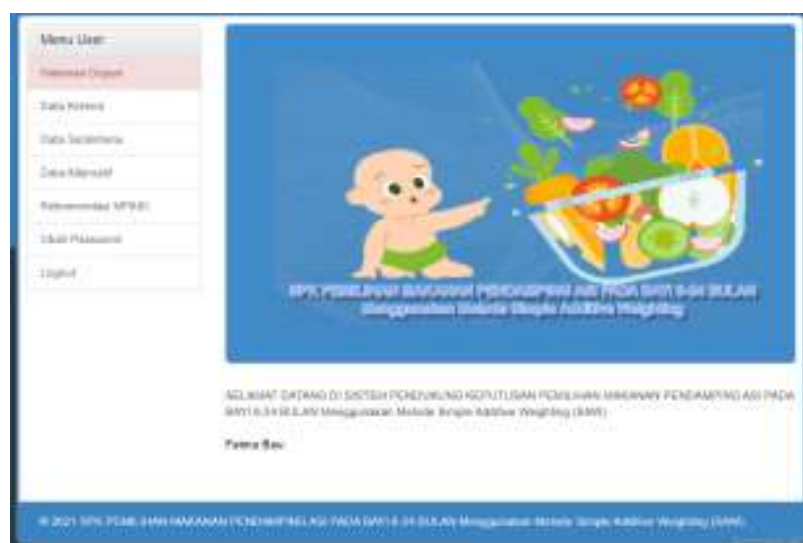 Menu User
Halaman Depan
Data Kriteria
Data Alternatif
Rekomendasi MPASI
Ubah Password
Logout
SPK PEMILIHAN MAKANAN PENDAMPING ASI PADA BAYI 6-24 BULAN
Menggunakan Metode Simple Additive Weighting
SELAMAT DATANG DI SISTEM PENDUKUNG KEPUTUSAN PEMILIHAN MAKANAN PENDAMPING ASI PADA
BAYI 6-24 BULAN Menggunakan Metode Simple Additive Weighting (SAW)
© 2021 SPK PEMILIHAN MAKANAN PENDAMPING ASI PADA BAYI 6-24 BULAN Menggunakan Metode Simple Additive Weighting (SAW)